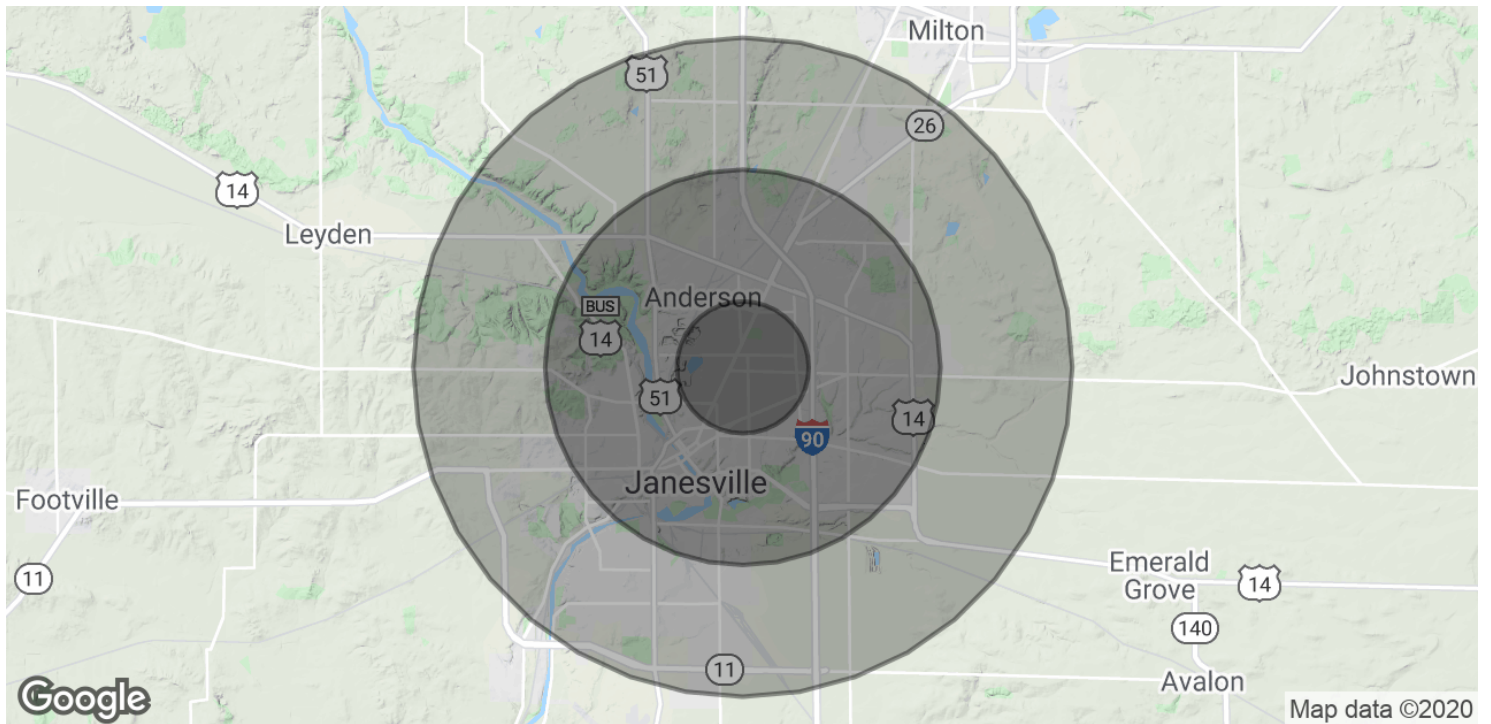 Milton
51
26
14
Leyden
Anderson
BUS
14
Johnstown
51
14
90
Janesville
Footville
Emerald
Grove
11
14
140
11
Avalon
Google
Map data ©2020